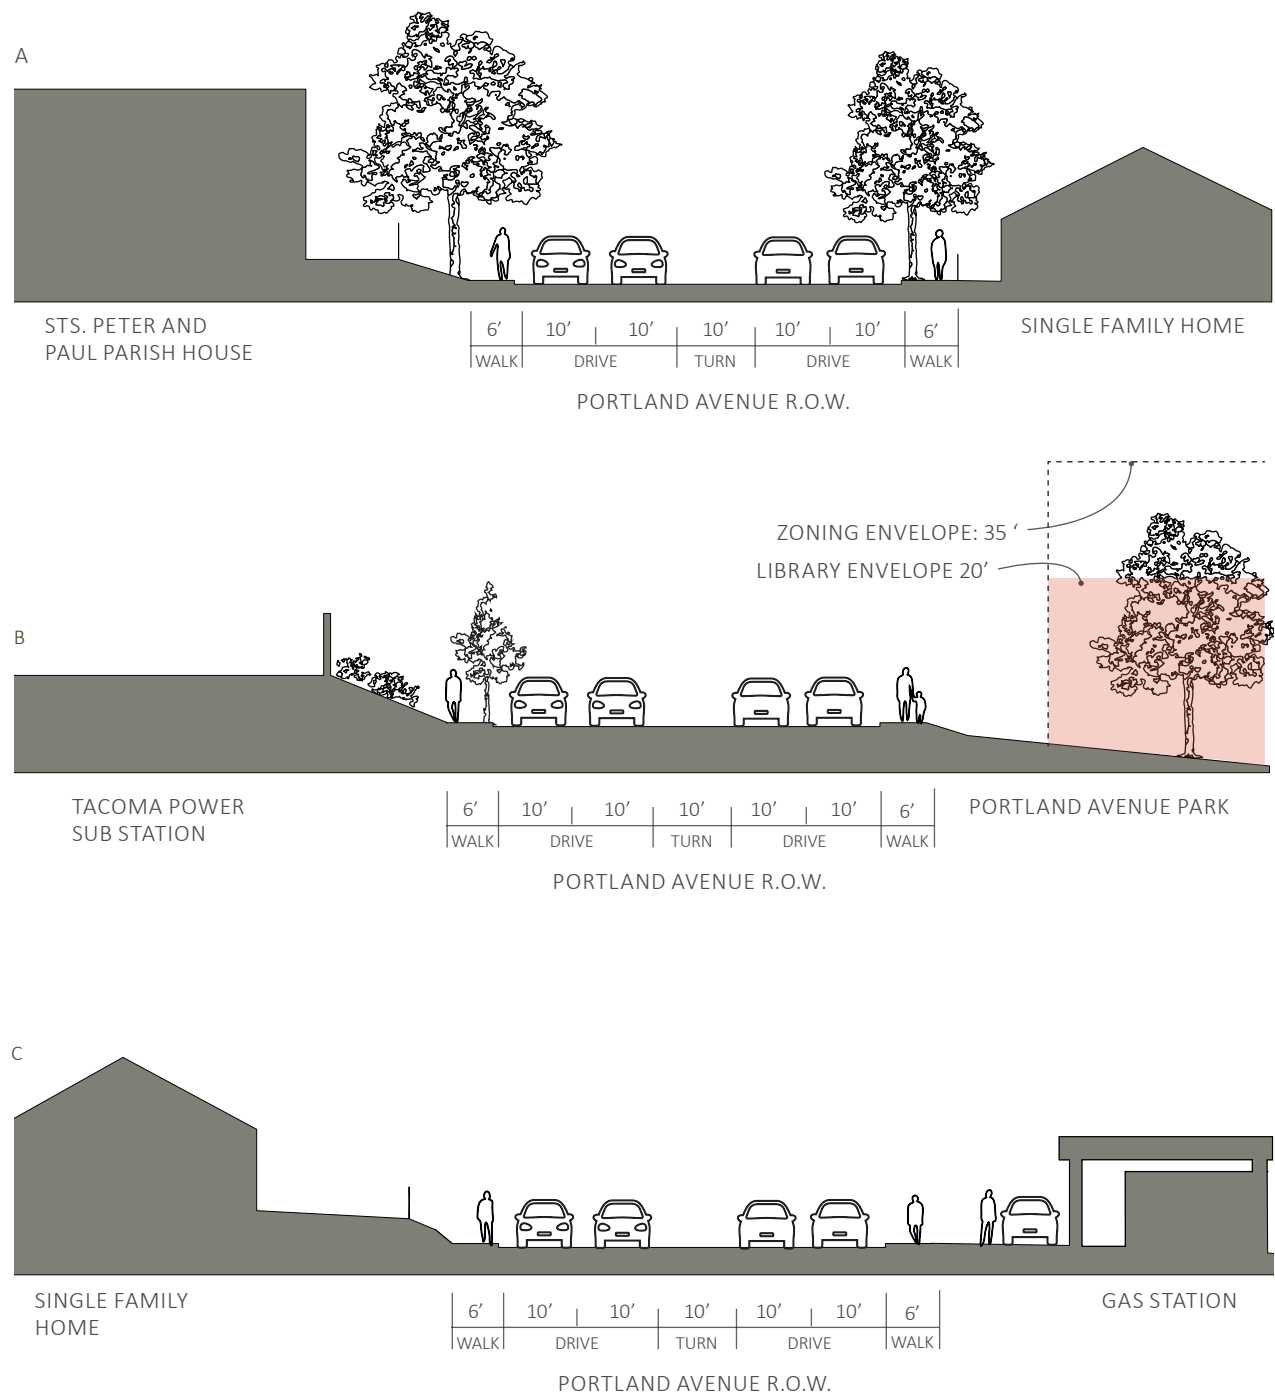 A
STS. PETER AND
PAUL PARISH HOUSE
6’ 10’ 10’ 10’ 10’ 10’ 6’
WALK DRIVE TURN DRIVE WALK
SINGLE FAMILY HOME
PORTLAND AVENUE R.O.W.
ZONING ENVELOPE: 35 ‘
LIBRARY ENVELOPE 20’
B
TACOMA POWER
SUB STATION
6’ 10’ 10’ 10’ 10’ 10’ 6’
WALK DRIVE TURN DRIVE WALK
PORTLAND AVENUE PARK
PORTLAND AVENUE R.O.W.
C
SINGLE FAMILY
HOME
6’ 10’ 10’ 10’ 10’ 10’ 6’
WALK DRIVE TURN DRIVE WALK
GAS STATION
PORTLAND AVENUE R.O.W.